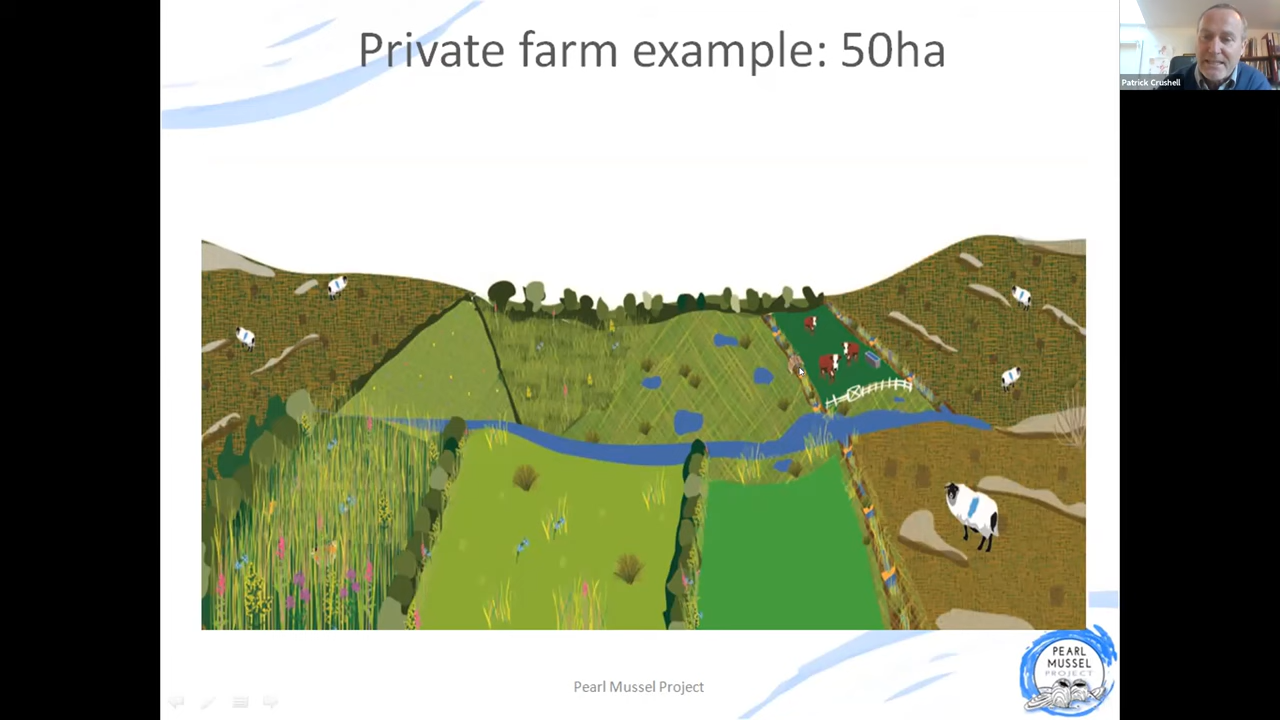 Private farm example: 50ha
Patrick Crushell
Pearl Mussel Project
PEARL
MUSSEL
PROJECT